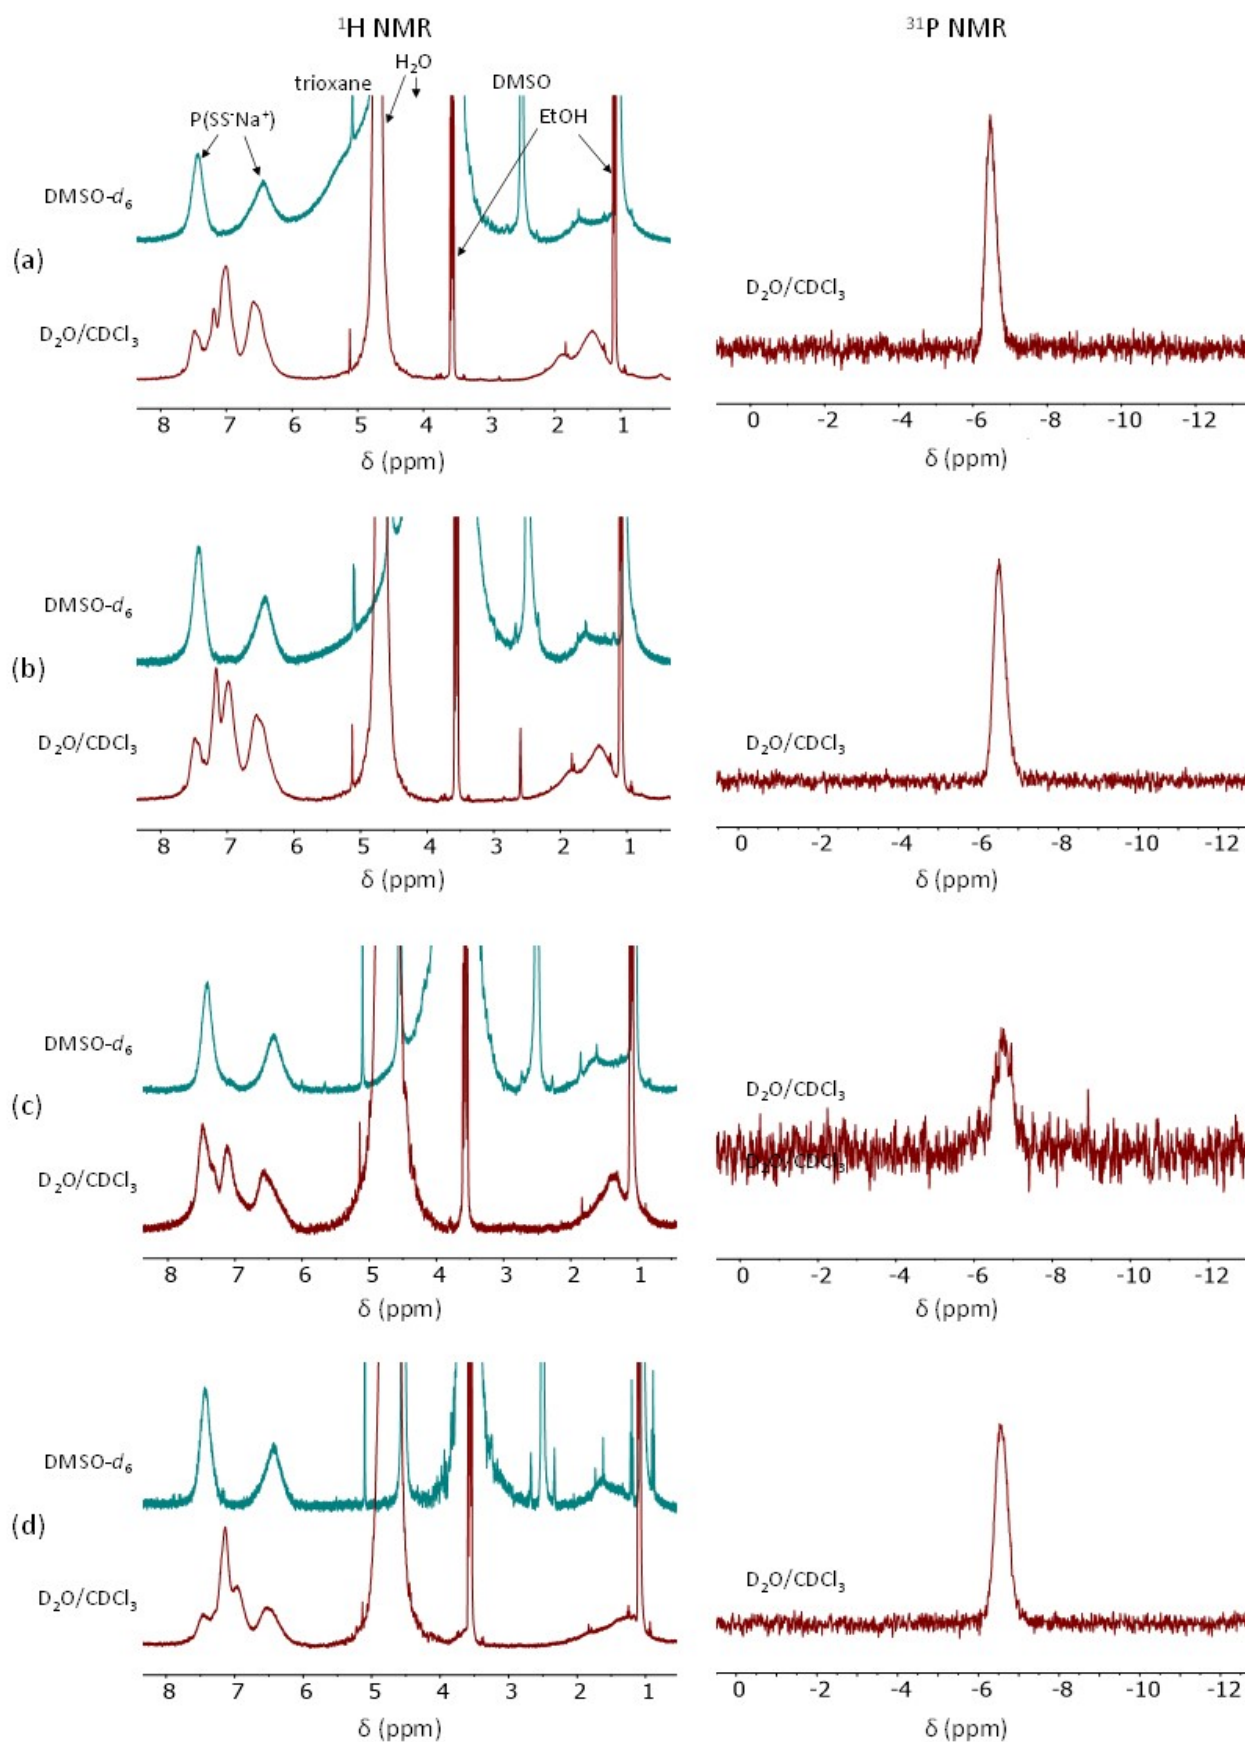 ¹H NMR
³¹P NMR
H₂O
trioxane
DMSO
P(SS⁻Na⁺)
EtOH
DMSO-d₆
(a)
D₂O/CDCl₃
D₂O/CDCl₃
8 7 6 5 4 3 2 1
0 -2 -4 -6 -8 -10 -12
δ (ppm)
δ (ppm)
DMSO-d₆
(b)
D₂O/CDCl₃
D₂O/CDCl₃
8 7 6 5 4 3 2 1
0 -2 -4 -6 -8 -10 -12
δ (ppm)
δ (ppm)
DMSO-d₆
D₂O/CDCl₃
(c)
D₂O/CDCl₃
D₂O/CDCl₃
8 7 6 5 4 3 2 1
0 -2 -4 -6 -8 -10 -12
δ (ppm)
δ (ppm)
DMSO-d₆
(d)
D₂O/CDCl₃
D₂O/CDCl₃
8 7 6 5 4 3 2 1
0 -2 -4 -6 -8 -10 -12
δ (ppm)
δ (ppm)